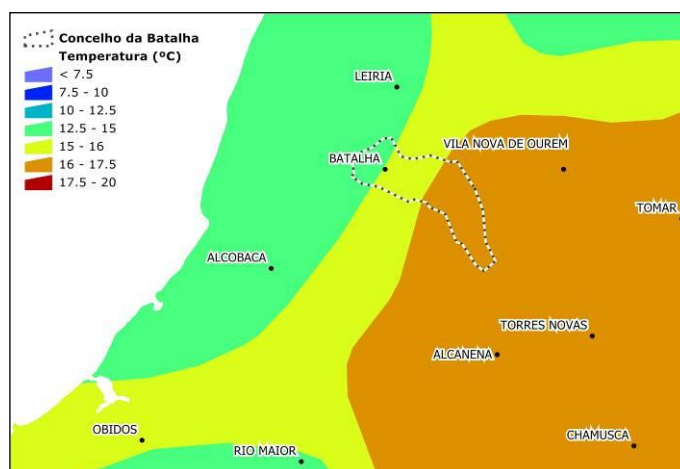 Concelho da Batalha
Temperatura (ºC)
< 7.5
7.5 - 10
10 - 12.5
12.5 - 15
15 - 16
16 - 17.5
17.5 - 20
LEIRIA
BATALHA
VILA NOVA DE OUREM
TOMAR
ALCOBACA
TORRES NOVAS
ALCANENA
OBIDOS
RIO MAIOR
CHAMUSCA